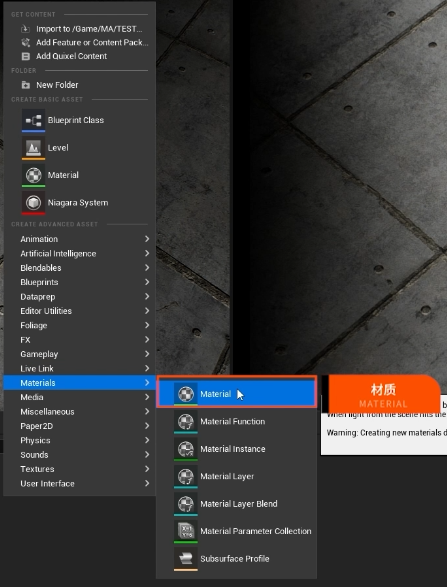 GET CONTENT
Import to /Game/MA/TEST...
Add Feature or Content Pack...
Add Quixel Content
FOLDER
New Folder
CREATE BASIC ASSET
Blueprint Class
Level
Material
Niagara System
CREATE ADVANCED ASSET
Animation
Artificial Intelligence
Blendables
Blueprints
Dataprep
Editor Utilities
Foliage
FX
Gameplay
Live Link
Materials
Media
Miscellaneous
Paper2D
Physics
Sounds
Textures
User Interface
Material
Material Function
Material Instance
Material Layer
Material Layer Blend
Material Parameter Collection
Subsurface Profile
材质
MATERIAL
When light from the scene hits the
Warning: Creating new materials d